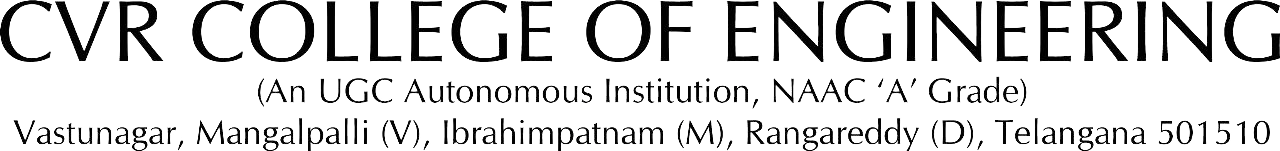 CVR COLLEGE OF ENGINEERING
(An UGC Autonomous Institution, NAAC ‘A’ Grade)
Vastunagar, Mangalpalli (V), Ibrahimpatnam (M), Rangareddy (D), Telangana 501510